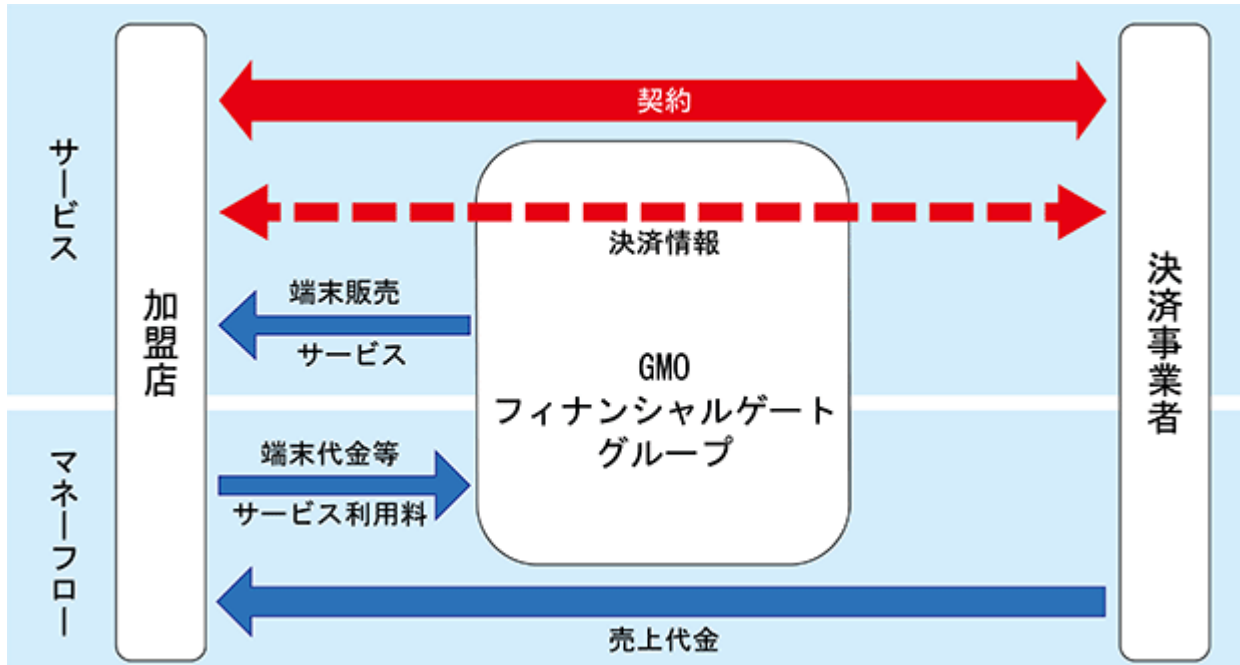 契約
サービス
決済情報
加盟店
端末販売
サービス
GMO
フィナンシャルゲート
グループ
決済事業者
マネーフロー
端末代金等
サービス利用料
売上代金